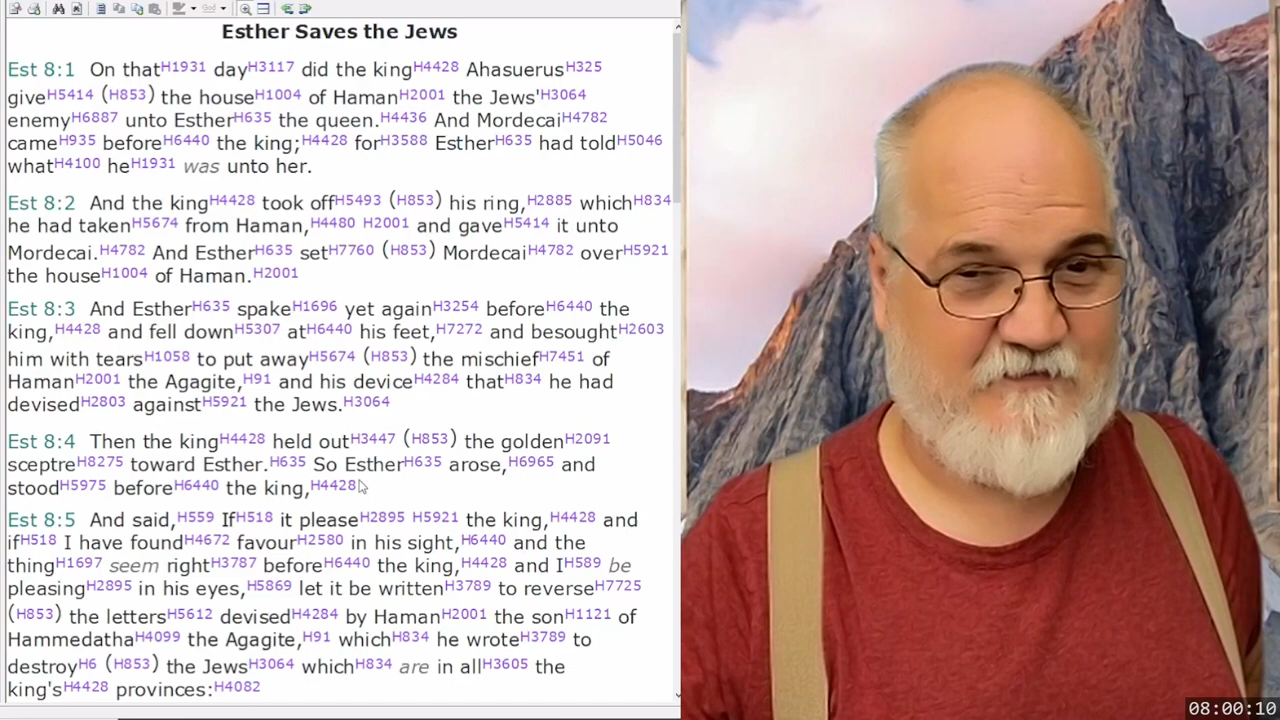 Esther Saves the Jews
Est 8:1 On thatH1931 dayH3117 did the kingH4428 AhasuerusH325
giveH5414 (H853) the houseH1004 of HamanH2001 the Jews'H3064
enemyH6887 unto EstherH635 the queen.H4436 And MordecaiH4782
cameH935 beforeH6440 the king;H4428 forH3588 EstherH635 had toldH5046
whatH4100 heH1931 was unto her.
Est 8:2 And the kingH4428 took offH5493 (H853) his ring,H2885 whichH834
he had takenH5674 from Haman,H4480 H2001 and gaveH5414 it unto
Mordecai.H4782 And EstherH635 setH7760 (H853) MordecaiH4782 overH5921
the houseH1004 of Haman.H2001
Est 8:3 And EstherH635 spakeH1696 yet againH3254 beforeH6440 the
king,H4428 and fell downH5307 atH6440 his feet,H7272 and besoughtH2603
him with tearsH1058 to put awayH5674 (H853) the mischiefH7451 of
HamanH2001 the Agagite,H91 and his deviceH4284 thatH834 he had
devisedH2803 againstH5921 the Jews.H3064
Est 8:4 Then the kingH4428 held outH3447 (H853) the goldenH2091
sceptreH8275 toward Esther.H635 So EstherH635 arose,H6965 and
stoodH5975 beforeH6440 the king,H4428
Est 8:5 And said,H559 IfH518 it pleaseH2895 H5921 the king,H4428 and
ifH518 I have foundH4672 favourH2580 in his sight,H6440 and the
thingH1697 seem rightH3787 beforeH6440 the king,H4428 and IH589 be
pleasingH2895 in his eyes,H5869 let it be writtenH3789 to reverseH7725
(H853) the lettersH5612 devisedH4284 by HamanH2001 the sonH1121 of
HammedathaH4099 the Agagite,H91 whichH834 he wroteH3789 to
destroyH6 (H853) the JewsH3064 whichH834 are in allH3605 the
king'sH4428 provinces:H4082
08:00:10